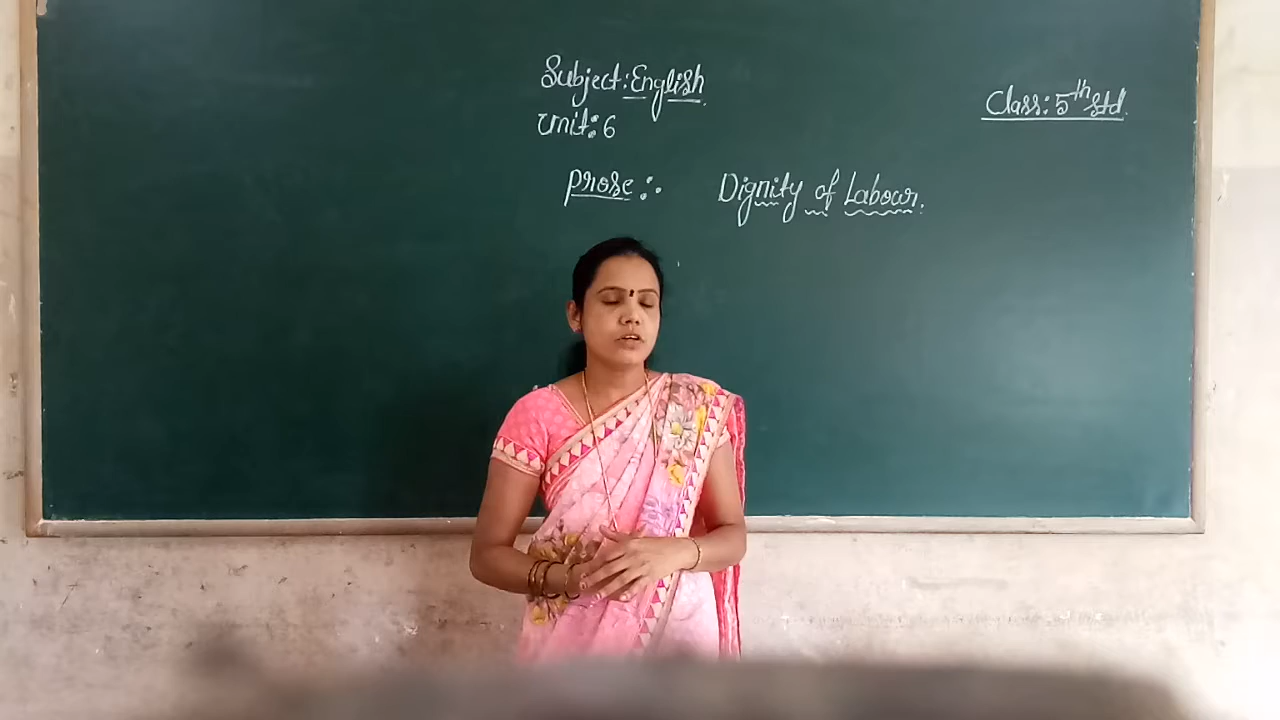 Subject: English
Class: 5th std.
Unit: 6
Prose :. Dignity of Labour.